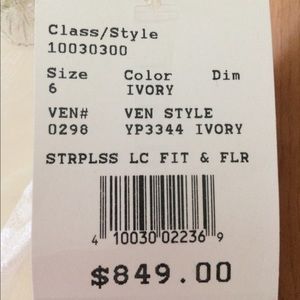 Class/Style
10030300
Size Color Dim
6 IVORY
VEN# VEN STYLE
0298 YP3344 IVORY
STRPLSS LC FIT & FLR
4 10030 02236 9
$849.00